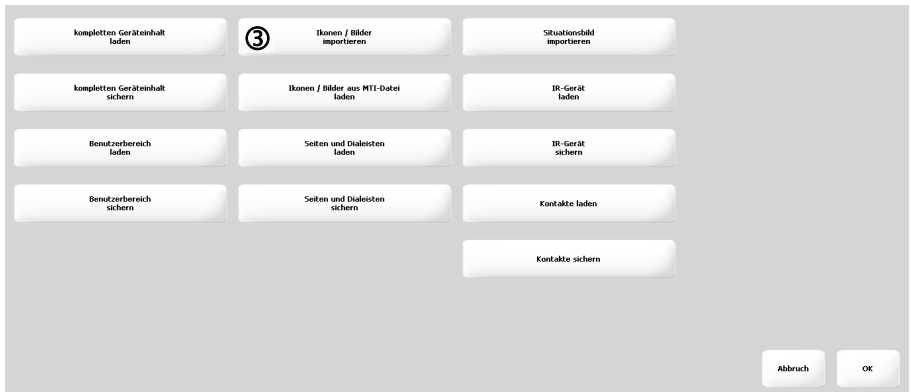 kompletten Geräteinhalt
laden
③
Ikonen / Bilder
importieren
Situationsbild
importieren
kompletten Geräteinhalt
sichern
Ikonen / Bilder aus MTI-Datei
laden
IR-Gerät
laden
Benutzerbereich
laden
Seiten und Dialeisten
laden
IR-Gerät
sichern
Benutzerbereich
sichern
Seiten und Dialeisten
sichern
Kontakte laden
Kontakte sichern
Abbruch
OK